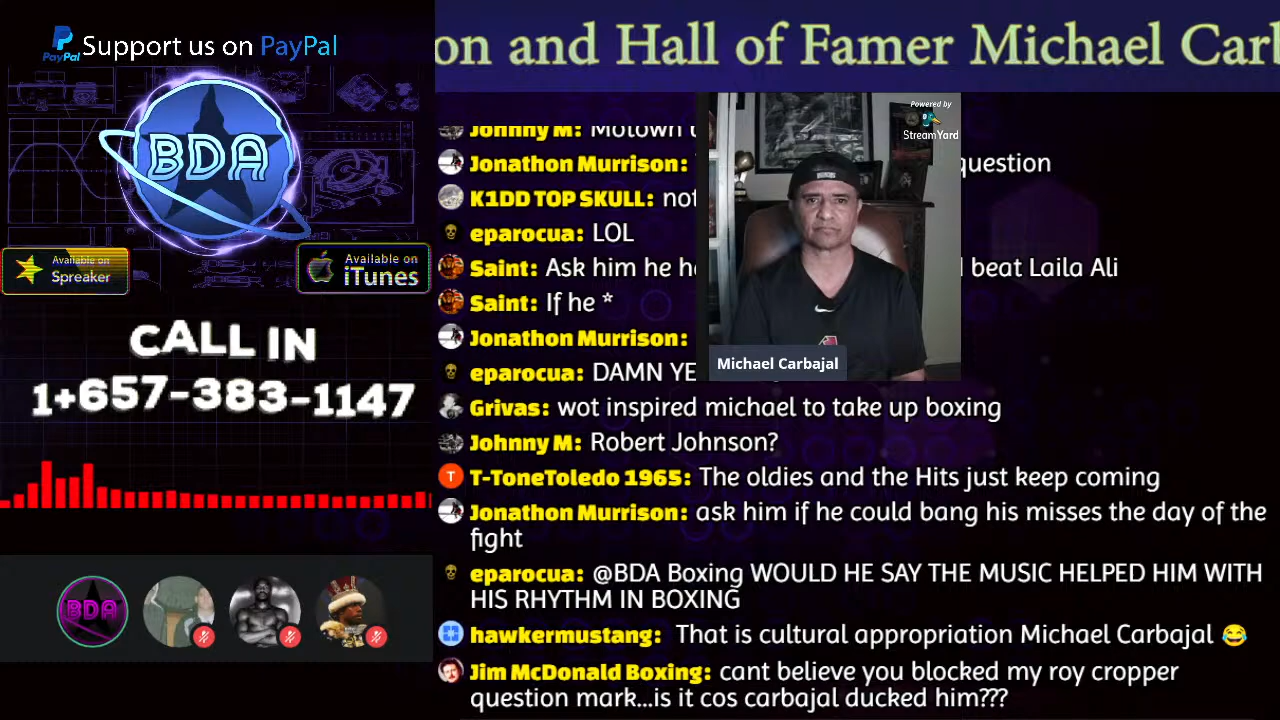 PayPal
Support us on PayPal
on and Hall of Famer Michael Carb
BDA
Available on
Spreaker
Available on
iTunes
CALL IN
1+657-383-1147
BDA
Powered by
StreamYard
Michael Carbajal
Johnny M: Motown
Jonathon Murrison: question
K1DD TOP SKULL: not
eparocua: LOL
Saint: Ask him he beat Laila Ali
Saint: If he *
Jonathon Murrison:
eparocua: DAMN YE
Grivas: wot inspired michael to take up boxing
Johnny M: Robert Johnson?
T-ToneToledo 1965: The oldies and the Hits just keep coming
Jonathon Murrison: ask him if he could bang his misses the day of the
fight
eparocua: @BDA Boxing WOULD HE SAY THE MUSIC HELPED HIM WITH
HIS RHYTHM IN BOXING
hawkermustang: That is cultural appropriation Michael Carbajal 😂
Jim McDonald Boxing: cant believe you blocked my roy cropper
question mark...is it cos carbajal ducked him???